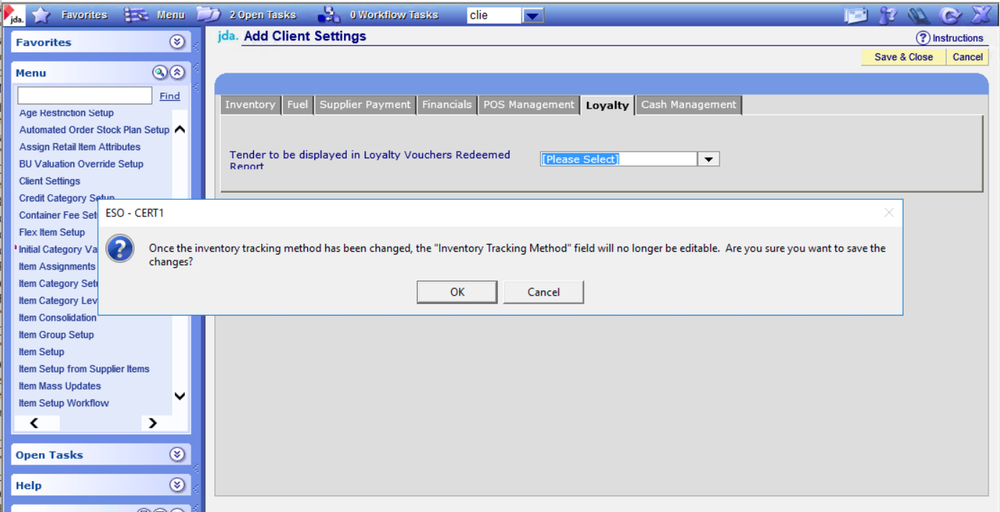 jda. Favorites Menu 2 Open Tasks 0 Workflow Tasks clie
Favorites
Menu
Find
Age Restriction Setup
Automated Order Stock Plan Setup
Assign Retail Item Attributes
BU Valuation Override Setup
Client Settings
Credit Category Setup
Container Fee Set
Flex Item Setup
Initial Category Va
Item Assignments
Item Category Set
Item Category Lev
Item Consolidation
Item Group Setup
Item Setup
Item Setup from Supplier Items
Item Mass Updates
Item Setup Workflow
Open Tasks
Help
jda. Add Client Settings
Instructions
Save & Close Cancel
Inventory Fuel Supplier Payment Financials POS Management Loyalty Cash Management
Tender to be displayed in Loyalty Vouchers Redeemed
Report
[Please Select]
ESO - CERT1
Once the inventory tracking method has been changed, the "Inventory Tracking Method" field will no longer be editable. Are you sure you want to save the
changes?
OK Cancel